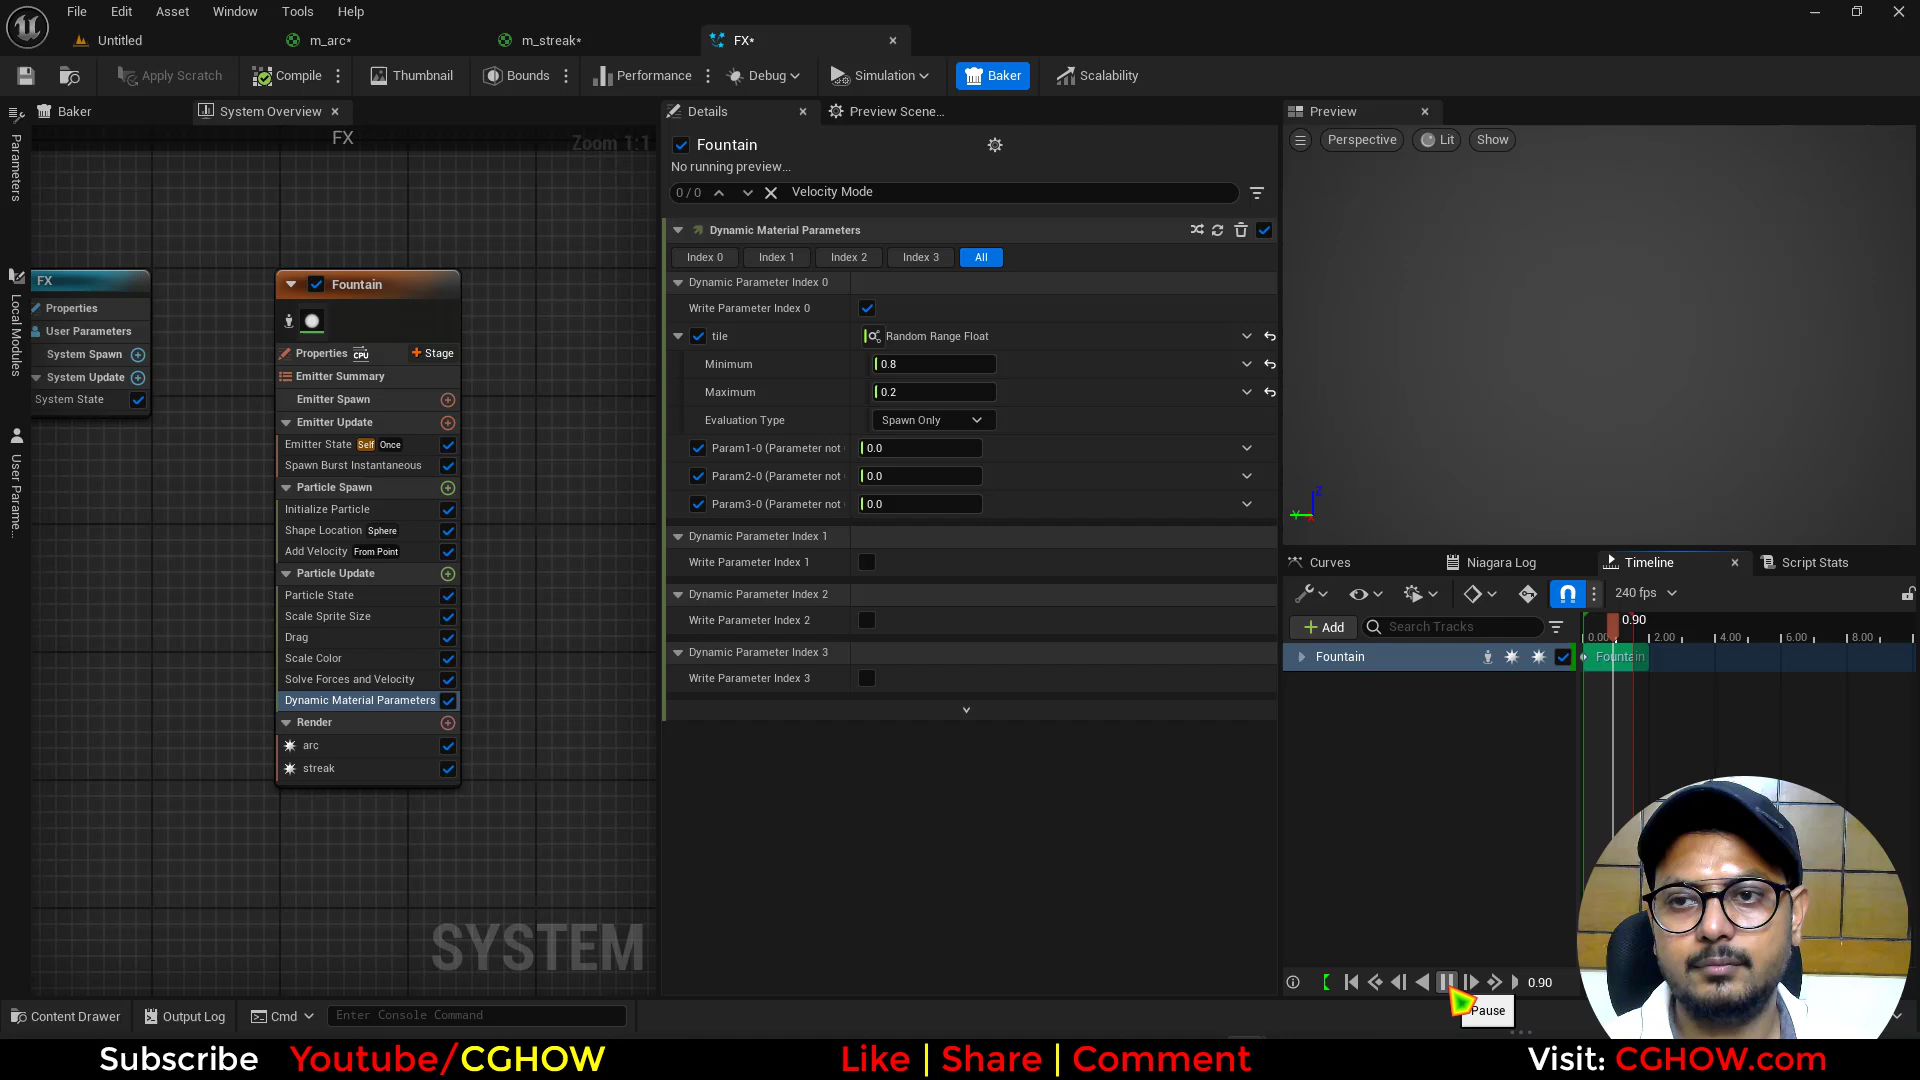 File Edit Asset Window Tools Help
Untitled m_arc* m_streak* FX*
Apply Scratch Compile Thumbnail Bounds Performance Debug Simulation Baker Scalability
Baker System Overview Details Preview Scene... Preview
FX
Zoom 1:1
Parameters
Local Modules
User Parame...
FX
Properties
User Parameters
System Spawn
System Update
System State
Fountain
Properties CPU Stage
Emitter Summary
Emitter Spawn
Emitter Update
Emitter State Self Once
Spawn Burst Instantaneous
Particle Spawn
Initialize Particle
Shape Location Sphere
Add Velocity From Point
Particle Update
Particle State
Scale Sprite Size
Drag
Scale Color
Solve Forces and Velocity
Dynamic Material Parameters
Render
arc
streak
SYSTEM
Fountain
No running preview...
0 / 0 Velocity Mode
Dynamic Material Parameters
Index 0 Index 1 Index 2 Index 3 All
Dynamic Parameter Index 0
Write Parameter Index 0
tile Random Range Float
Minimum 0.8
Maximum 0.2
Evaluation Type Spawn Only
Param1-0 (Parameter not 0.0
Param2-0 (Parameter not 0.0
Param3-0 (Parameter not 0.0
Dynamic Parameter Index 1
Write Parameter Index 1
Dynamic Parameter Index 2
Write Parameter Index 2
Dynamic Parameter Index 3
Write Parameter Index 3
Perspective Lit Show
Z
Y
X
Curves Niagara Log Timeline Script Stats
240 fps
Add Search Tracks 0.90
0.00 2.00 4.00 6.00 8.00
Fountain Fountain
0.90
Pause
Content Drawer Output Log Cmd Enter Console Command
Subscribe Youtube/CGHOW Like | Share | Comment Visit: CGHOW.com